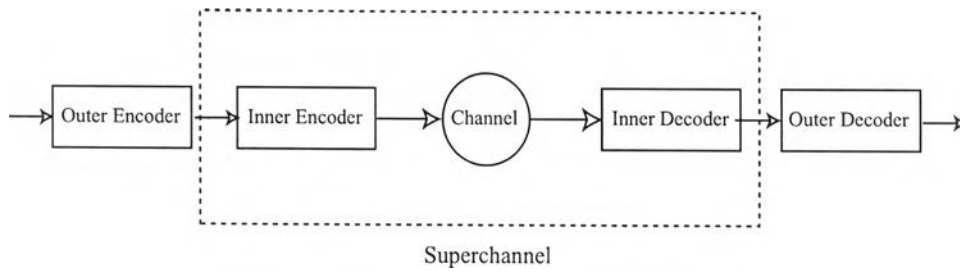 Outer Encoder
Inner Encoder
Channel
Inner Decoder
Outer Decoder
Superchannel